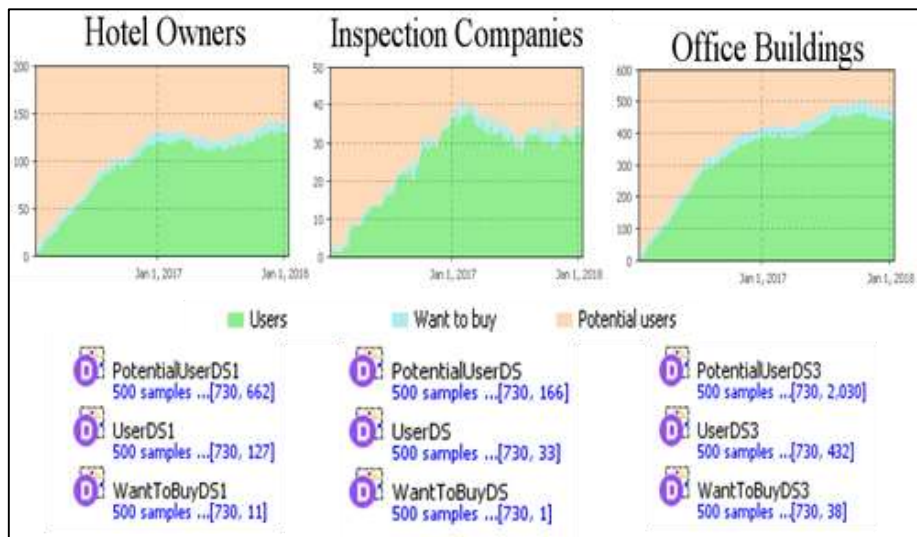 Hotel Owners
Inspection Companies
Office Buildings
200
150
100
50
0
Jan 1, 2017
Jan 1, 2018
50
40
30
20
10
0
Jan 1, 2017
Jan 1, 2018
600
500
400
300
200
100
0
Jan 1, 2017
Jan 1, 2018
Users
Want to buy
Potential users
D PotentialUserDS1
500 samples ...[730, 662]
D UserDS1
500 samples ...[730, 127]
D WantToBuyDS1
500 samples ...[730, 11]
D PotentialUserDS
500 samples ...[730, 166]
D UserDS
500 samples ...[730, 33]
D WantToBuyDS
500 samples ...[730, 1]
D PotentialUserDS3
500 samples ...[730, 2,030]
D UserDS3
500 samples ...[730, 432]
D WantToBuyDS3
500 samples ...[730, 38]